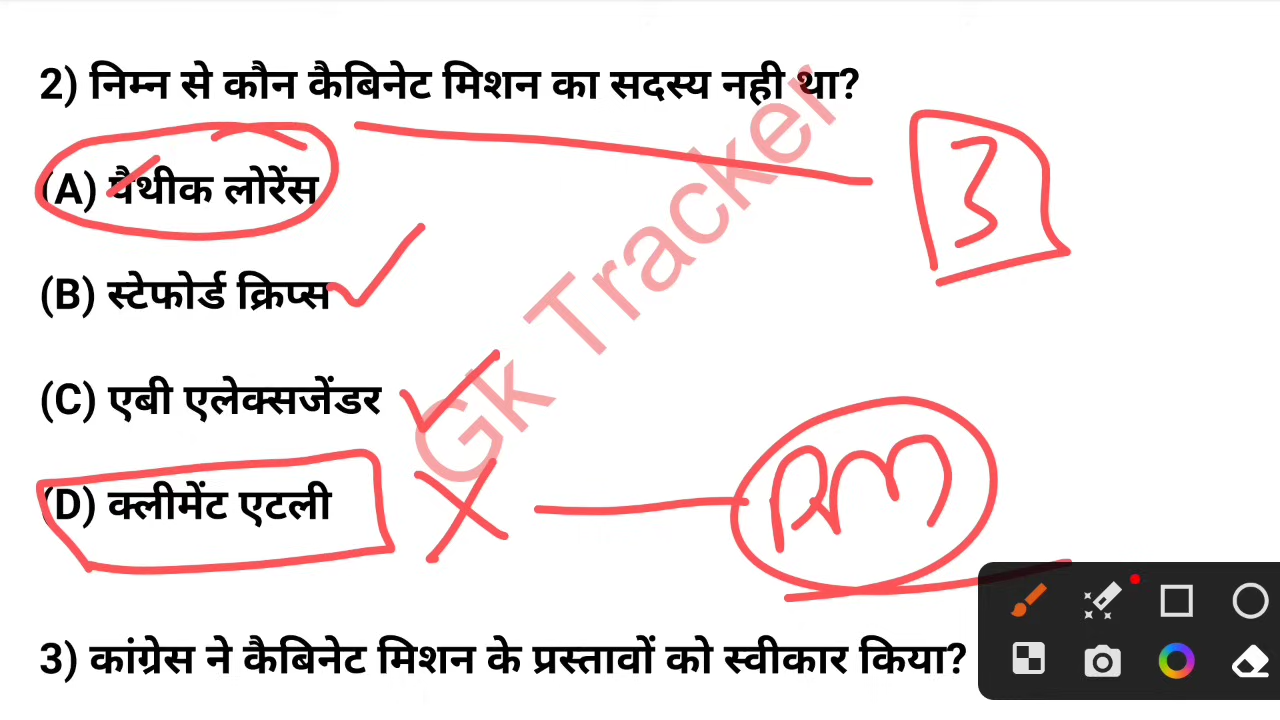 2) निम्न से कौन कैबिनेट मिशन का सदस्य नही था?
(A) पैथीक लोरेंस
3
(B) स्टेफोर्ड क्रिप्स
(C) एबी एलेक्सजेंडर
(D) क्लीमेंट एटली
PM
3) कांग्रेस ने कैबिनेट मिशन के प्रस्तावों को स्वीकार किया?
Gk Tracker